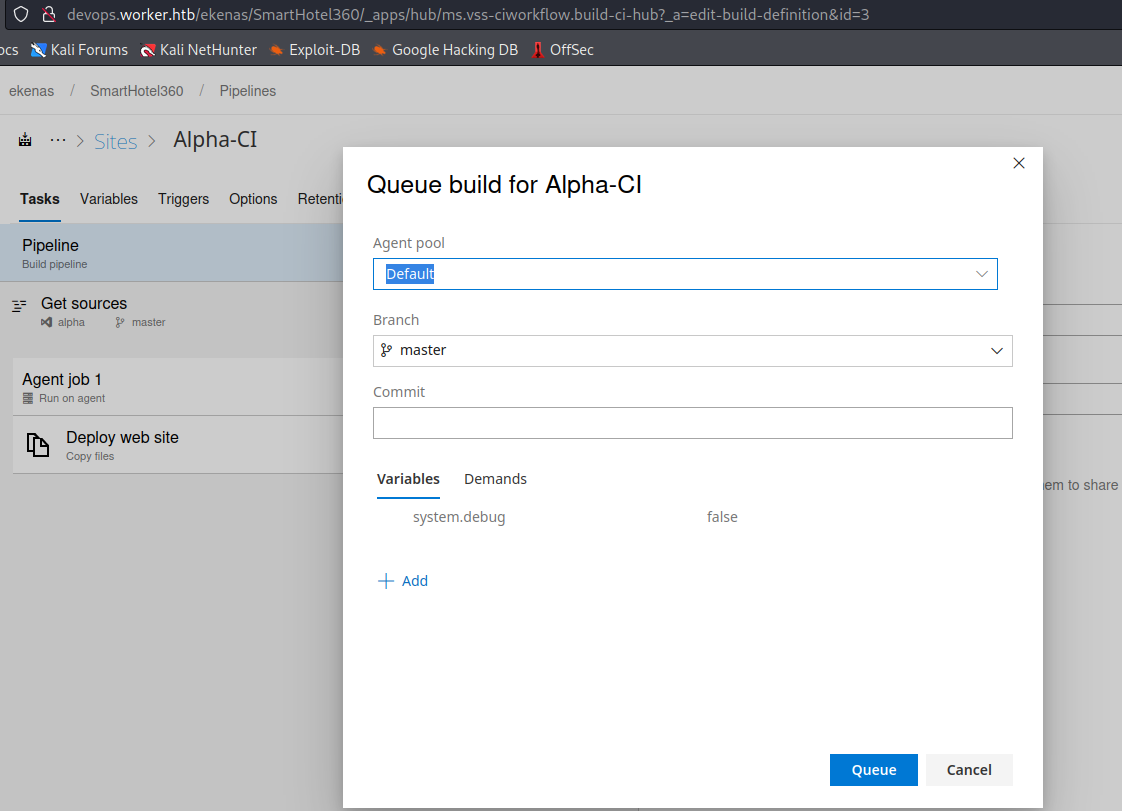 devops.worker.htb/ekenas/SmartHotel360/_apps/hub/ms.vss-ciworkflow.build-ci-hub?_a=edit-build-definition&id=3
ocs Kali Forums Kali NetHunter Exploit-DB Google Hacking DB OffSec
ekenas / SmartHotel360 / Pipelines
··· > Sites > Alpha-CI
Tasks Variables Triggers Options Retenti
Pipeline
Build pipeline
Get sources
alpha master
Agent job 1
Run on agent
Deploy web site
Copy files
Queue build for Alpha-CI
Agent pool
Default
Branch
master
Commit
Variables Demands
system.debug false
+ Add
Queue Cancel
em to share